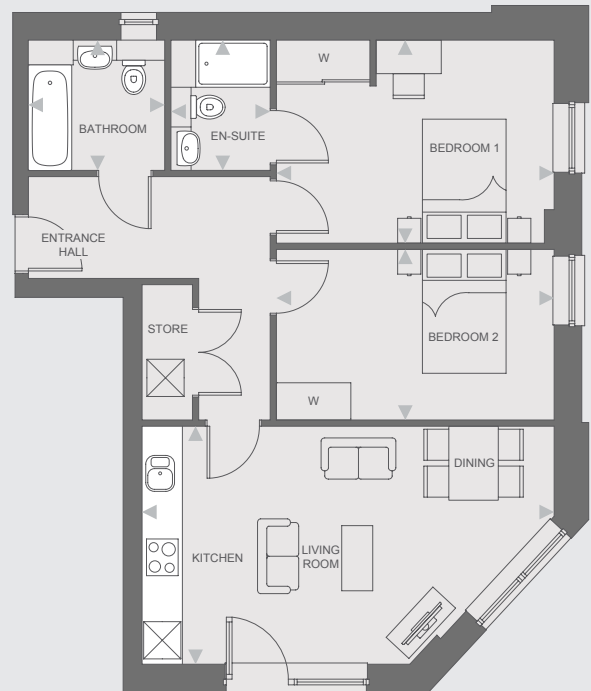 W
BATHROOM
EN-SUITE
BEDROOM 1
ENTRANCE
HALL
STORE
BEDROOM 2
W
DINING
KITCHEN
LIVING
ROOM